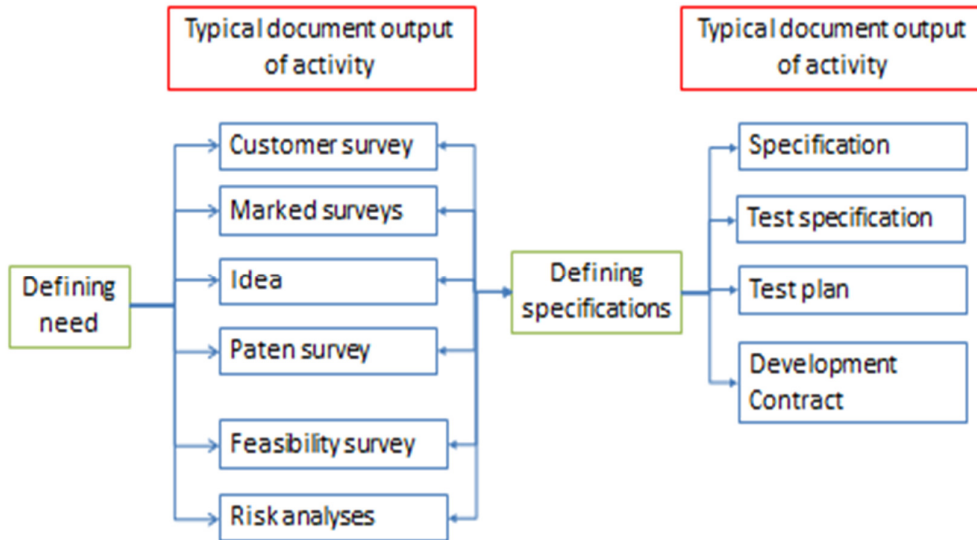 Typical document output
of activity
Typical document output
of activity
Defining
need
Customer survey
Marked surveys
Idea
Paten survey
Feasibility survey
Risk analyses
Defining
specifications
Specification
Test specification
Test plan
Development
Contract